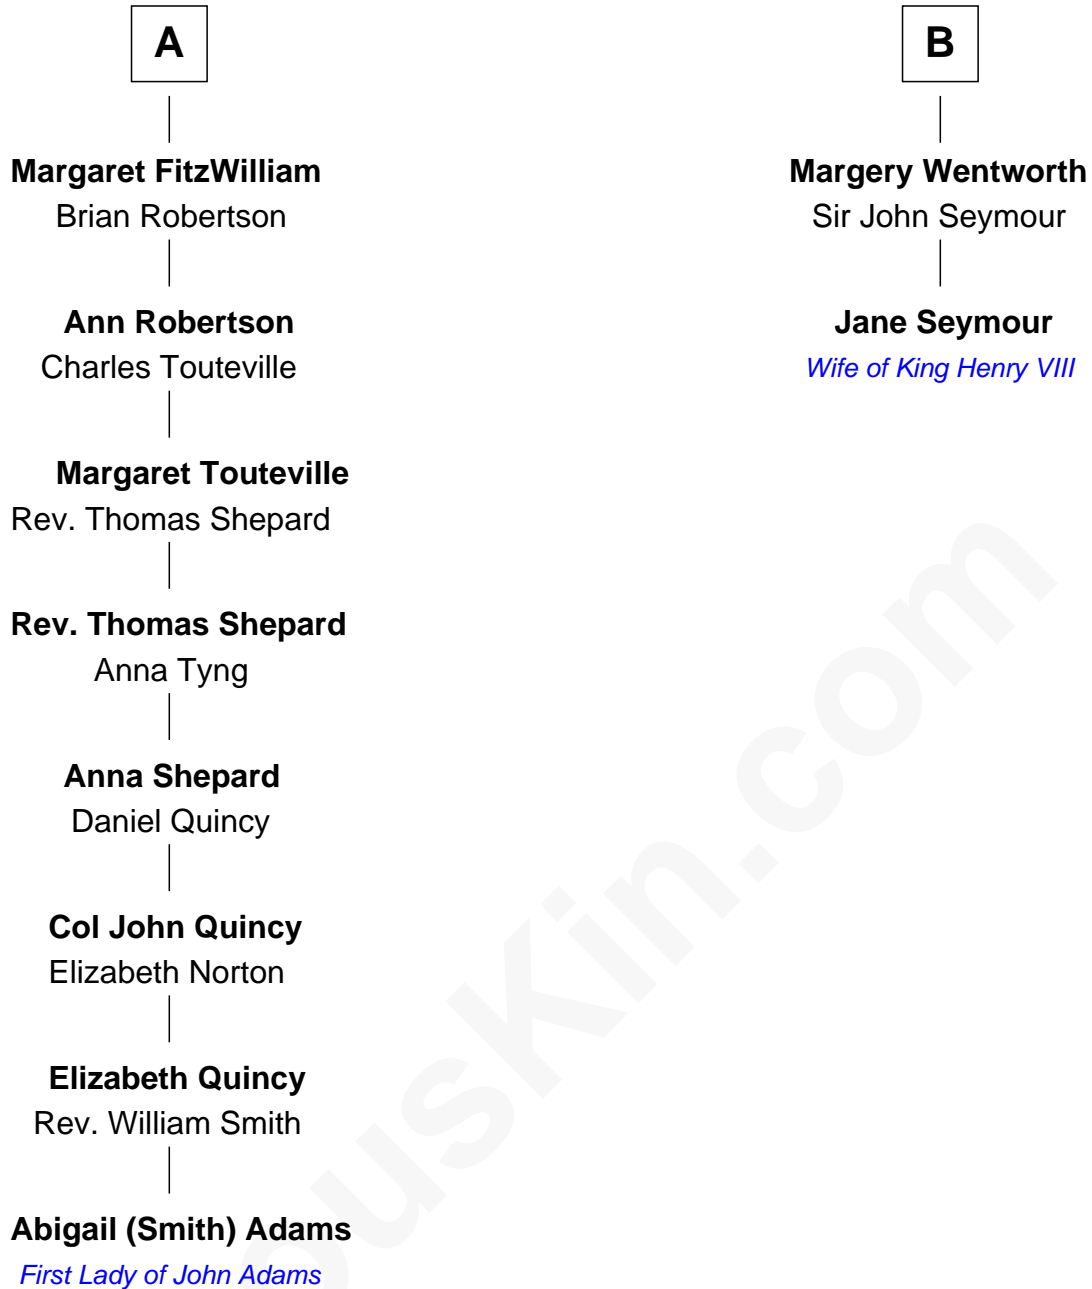 A
Margaret FitzWilliam
Brian Robertson
Ann Robertson
Charles Touteville
Margaret Touteville
Rev. Thomas Shepard
Rev. Thomas Shepard
Anna Tyng
Anna Shepard
Daniel Quincy
Col John Quincy
Elizabeth Norton
Elizabeth Quincy
Rev. William Smith
Abigail (Smith) Adams
First Lady of John Adams
B
Margery Wentworth
Sir John Seymour
Jane Seymour
Wife of King Henry VIII
ousKin.com